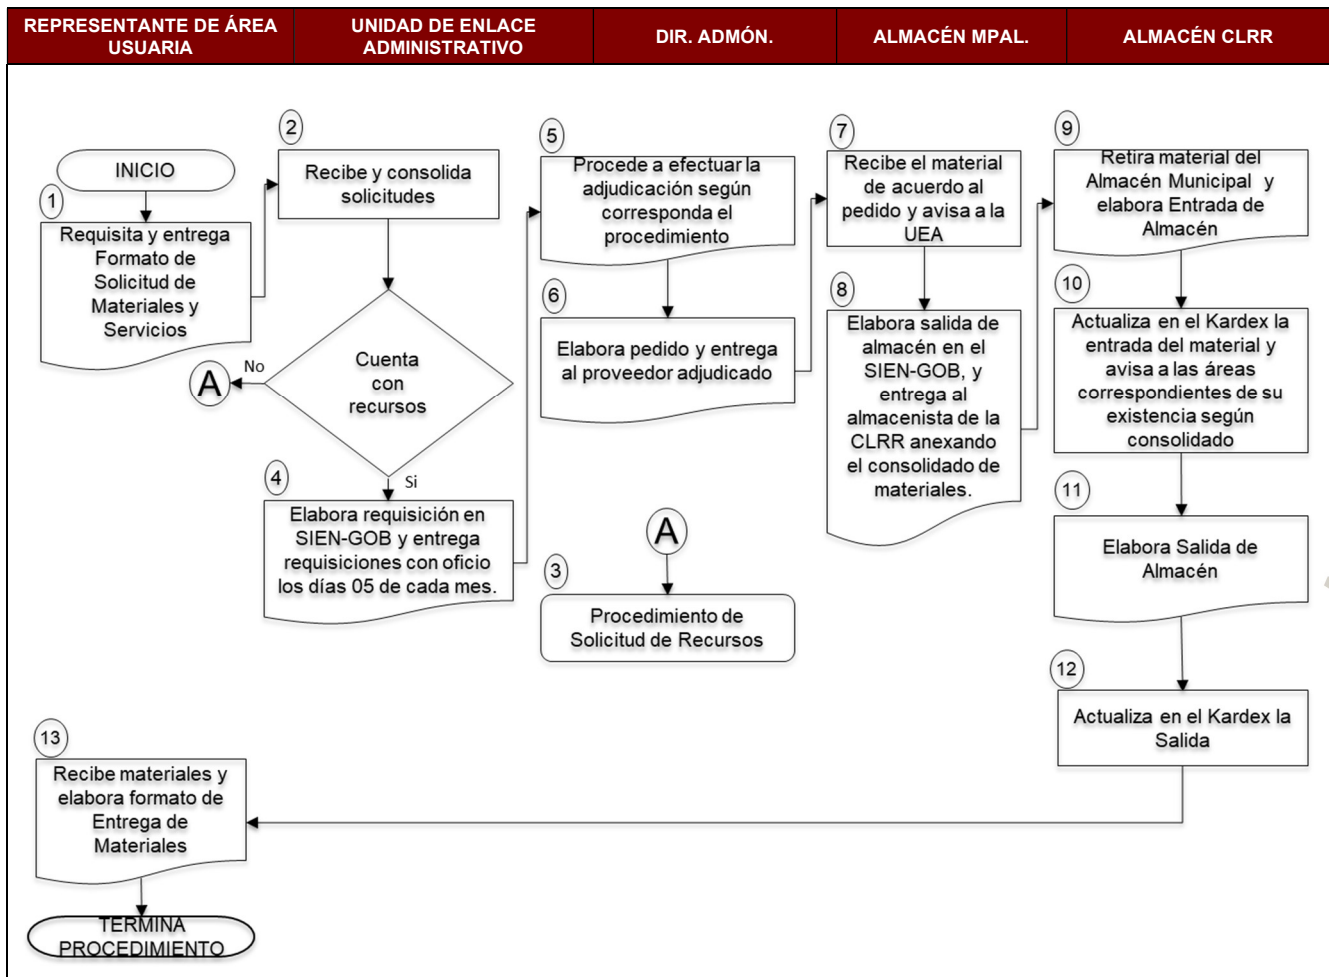 REPRESENTANTE DE ÁREA
USUARIA
UNIDAD DE ENLACE
ADMINISTRATIVO
DIR. ADMÓN.
ALMACÉN MPAL.
ALMACÉN CLRR
INICIO
1
Requisita y entrega
Formato de
Solicitud de
Materiales y
Servicios
2
Recibe y consolida
solicitudes
Cuenta
con
recursos
No
A
Si
4
Elabora requisición en
SIEN-GOB y entrega
requisiciones con oficio
los días 05 de cada mes.
5
Procede a efectuar la
adjudicación según
corresponda el
procedimiento
6
Elabora pedido y entrega
al proveedor adjudicado
A
3
Procedimiento de
Solicitud de Recursos
7
Recibe el material
de acuerdo al
pedido y avisa a la
UEA
8
Elabora salida de
almacén en el
SIEN-GOB, y
entrega al
almacenista de la
CLRR anexando
el consolidado de
materiales.
9
Retira material del
Almacén Municipal y
elabora Entrada de
Almacén
10
Actualiza en el Kardex la
entrada del material y
avisa a las áreas
correspondientes de su
existencia según
consolidado
11
Elabora Salida de
Almacén
12
Actualiza en el Kardex la
Salida
13
Recibe materiales y
elabora formato de
Entrega de
Materiales
TERMINA
PROCEDIMIENTO